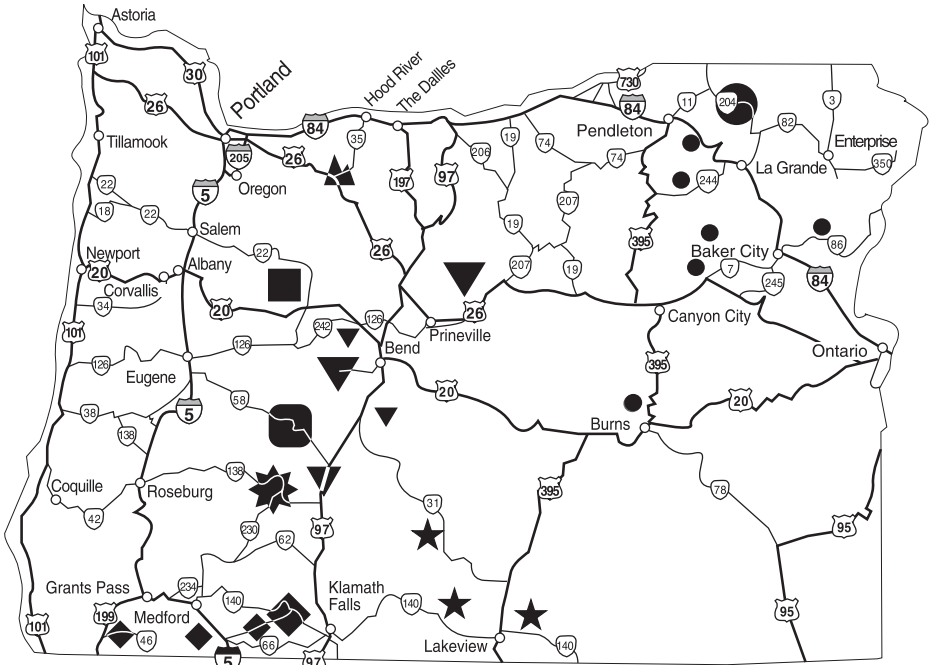 Astoria
101
30
Portland
Hood River
The Dallles
730
84
11
204
3
26
84
Pendleton
82
Tillamook
205
26
35
206
19
74
74
Enterprise
350
La Grande
22
5
Oregon
197
97
244
18
22
207
Salem
19
395
Newport
22
26
Baker City
86
20
Albany
207
19
7
84
Corvallis
245
34
20
242
126
26
Canyon City
101
Prineville
126
Bend
395
Ontario
126
Eugene
58
20
20
38
5
Burns
138
Coquille
138
Roseburg
31
395
78
42
230
97
95
62
Grants Pass
234
Klamath
Falls
199
Medford
140
140
95
101
46
66
Lakeview
140
5
97